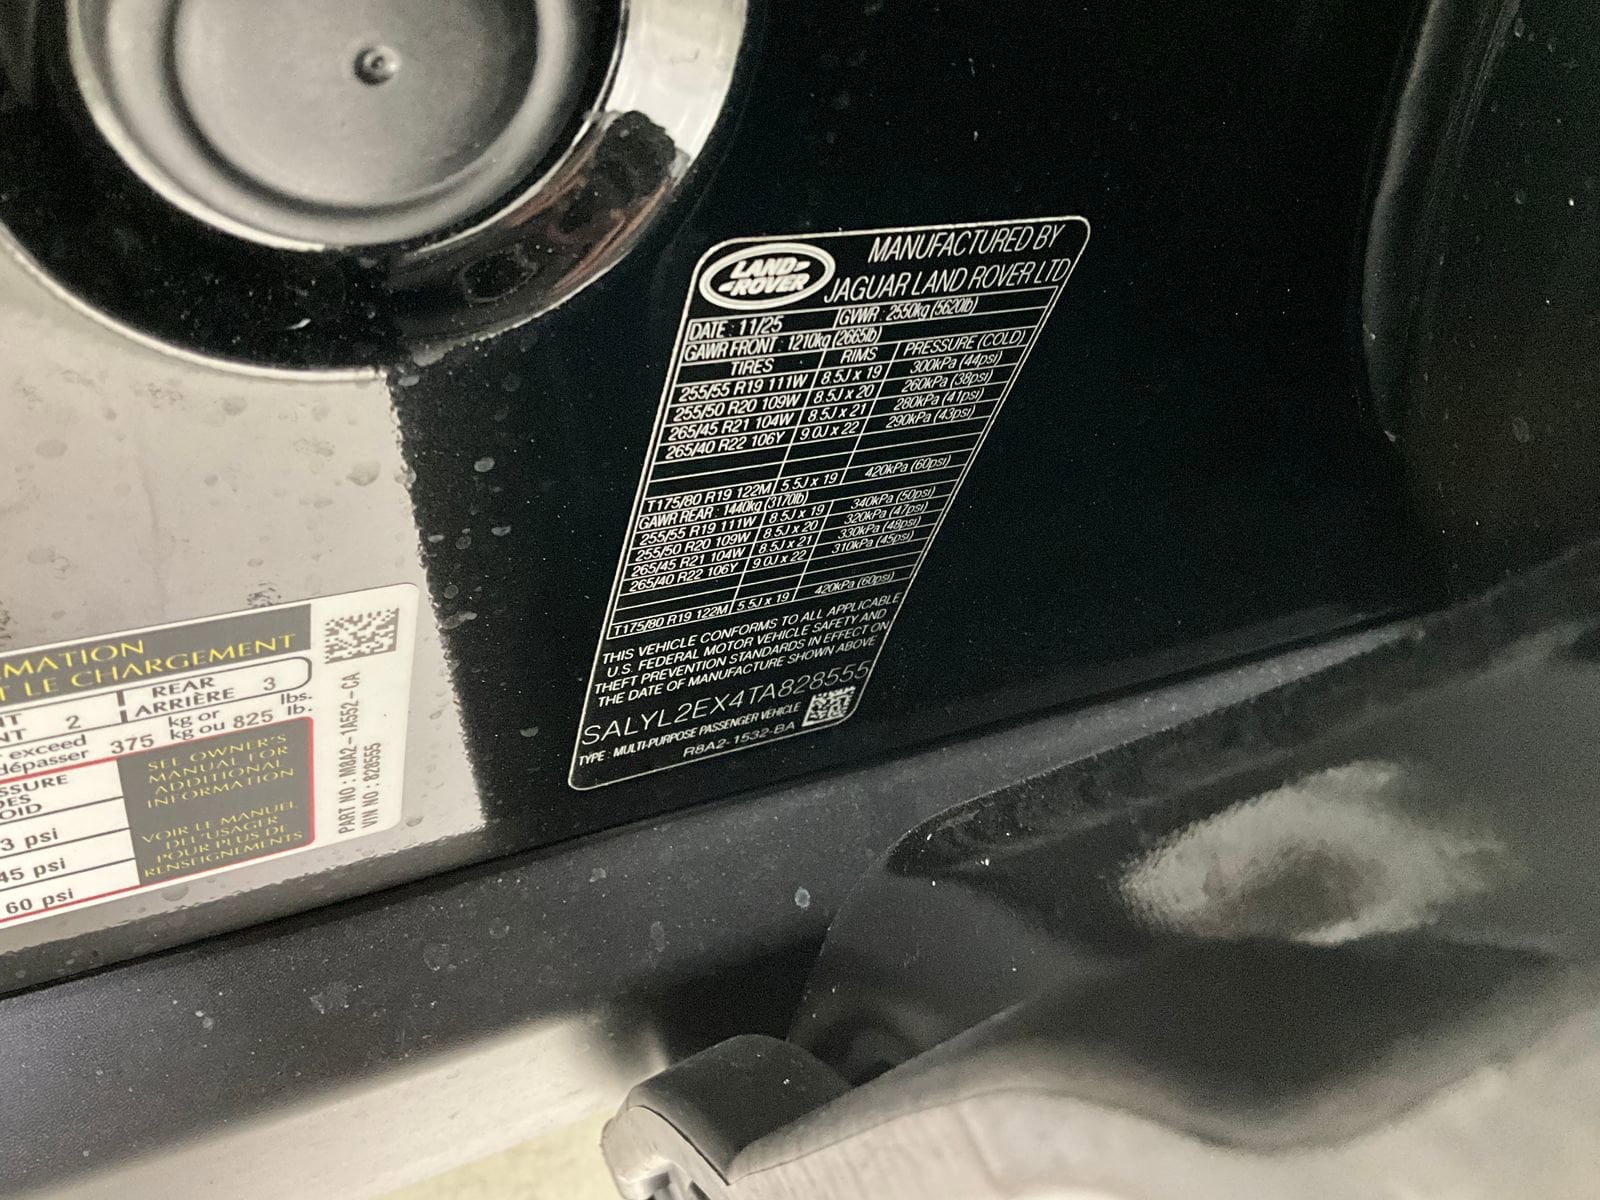 LAND-
-ROVER
MANUFACTURED BY
JAGUAR LAND ROVER LTD
DATE : 11/25 GVWR : 2550kg (5620lb)
GAWR FRONT : 1210kg (2665lb)
TIRES RIMS PRESSURE (COLD)
255/55 R19 111W 8.5J x 19 300kPa (44psi)
255/50 R20 109W 8.5J x 20 260kPa (38psi)
265/45 R21 104W 8.5J x 21 280kPa (41psi)
265/40 R22 106Y 9.0J x 22 290kPa (43psi)
T175/80 R19 122M 5.5J x 19 420kPa (60psi)
GAWR REAR : 1440kg (3170lb)
255/55 R19 111W 8.5J x 19 340kPa (50psi)
255/50 R20 109W 8.5J x 20 320kPa (47psi)
265/45 R21 104W 8.5J x 21 330kPa (48psi)
265/40 R22 106Y 9.0J x 22 310kPa (45psi)
T175/80 R19 122M 5.5J x 19 420kPa (60psi)
THIS VEHICLE CONFORMS TO ALL APPLICABLE
U.S. FEDERAL MOTOR VEHICLE SAFETY AND
THEFT PREVENTION STANDARDS IN EFFECT ON
THE DATE OF MANUFACTURE SHOWN ABOVE
SALYL2EX4TA828555
TYPE : MULTI-PURPOSE PASSENGER VEHICLE
R8A2-1532-BA
RMATION
ET LE CHARGEMENT
NT 2 REAR 3
NT ARRIÈRE
exceed 375 kg or 825 lbs.
dépasser kg ou lb.
SSURE
DES
OID
3 psi
45 psi
60 psi
SEE OWNER'S
MANUAL FOR
ADDITIONAL
INFORMATION
VOIR LE MANUEL
DE L'USAGER
POUR PLUS DE
RENSEIGNEMENTS
PART NO : M8A2-1A552-CA
VIN NO : 828555